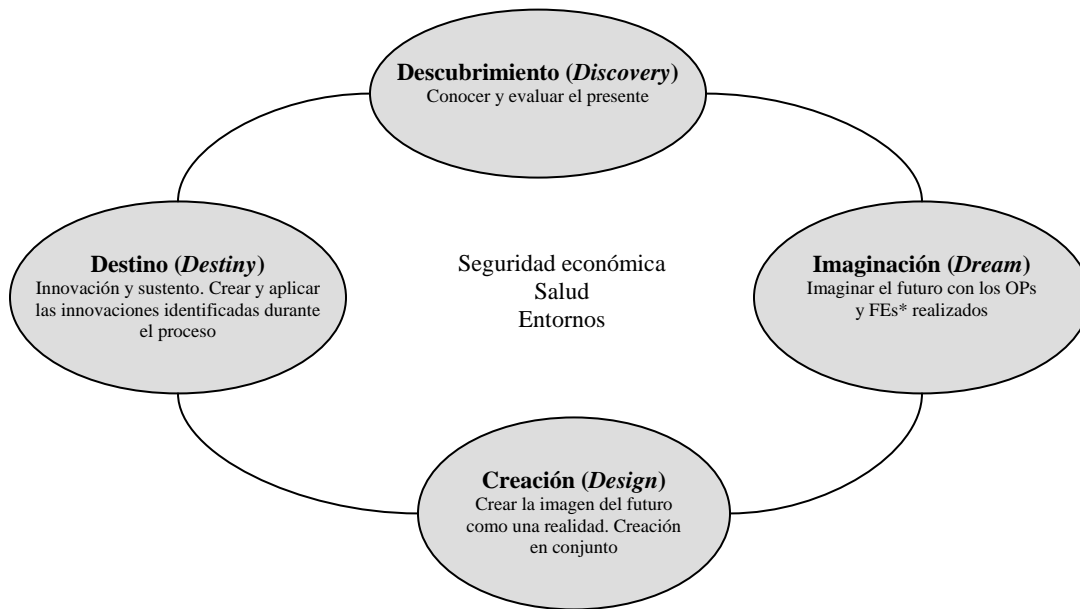 Descubrimiento (Discovery)
Conocer y evaluar el presente
Destino (Destiny)
Innovación y sustento. Crear y aplicar
las innovaciones identificadas durante
el proceso
Seguridad económica
Salud
Entornos
Imaginación (Dream)
Imaginar el futuro con los OPs
y FEs* realizados
Creación (Design)
Crear la imagen del futuro
como una realidad. Creación
en conjunto